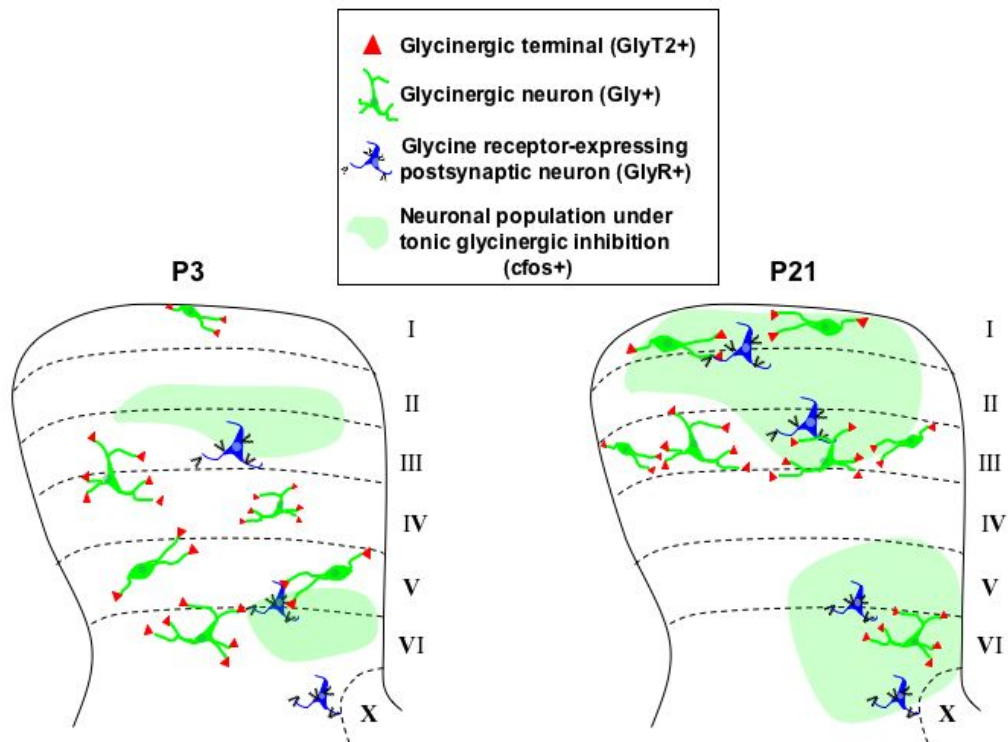 Glycinergic terminal (GlyT2+)
Glycinergic neuron (Gly+)
Glycine receptor-expressing
postsynaptic neuron (GlyR+)
Neuronal population under
tonic glycinergic inhibition
(cfos+)
P3
P21
I
II
III
IV
V
VI
X
I
II
III
IV
V
VI
X